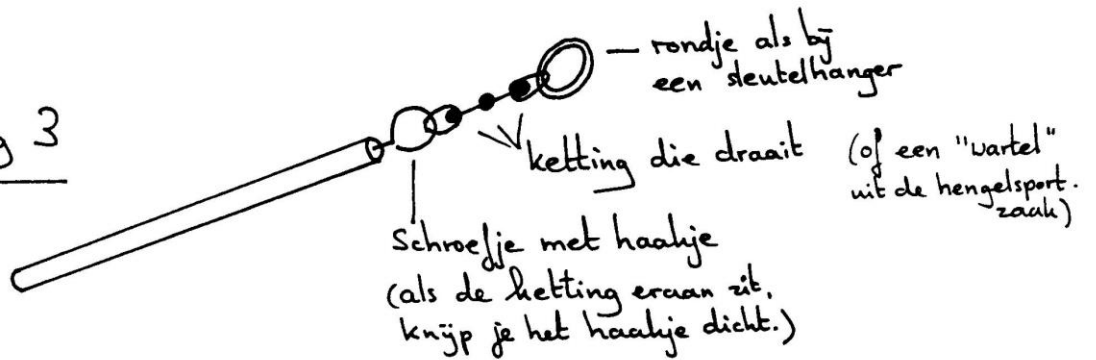 g 3
rondje als bij
een sleutelhanger
ketting die draait
(of een "wartel"
uit de hengelsport-
zaak)
Schroefje met haakje
(als de ketting eraan zit,
knijp je het haakje dicht.)